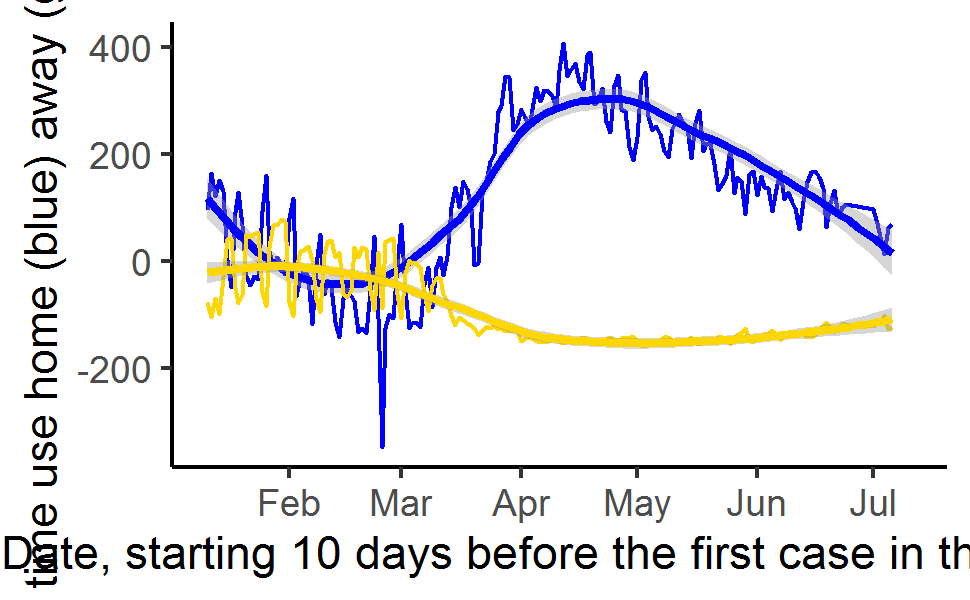 time use home (blue) away (
400
200
0
-200
Feb Mar Apr May Jun Jul
Date, starting 10 days before the first case in th